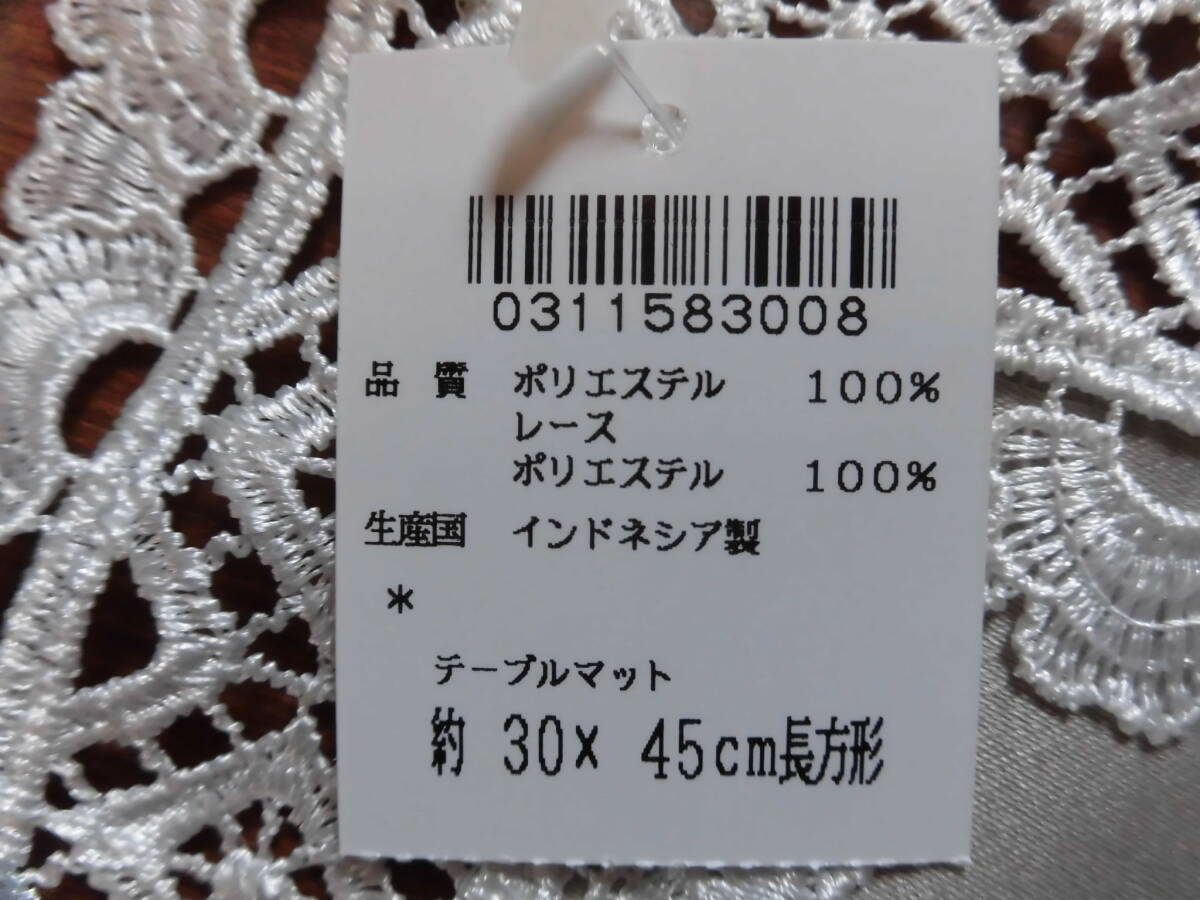 0311583008
品 質 ポリエステル 100%
レース
ポリエステル 100%
生産国 インドネシア製
*
テーブルマット
約 30× 45cm長方形